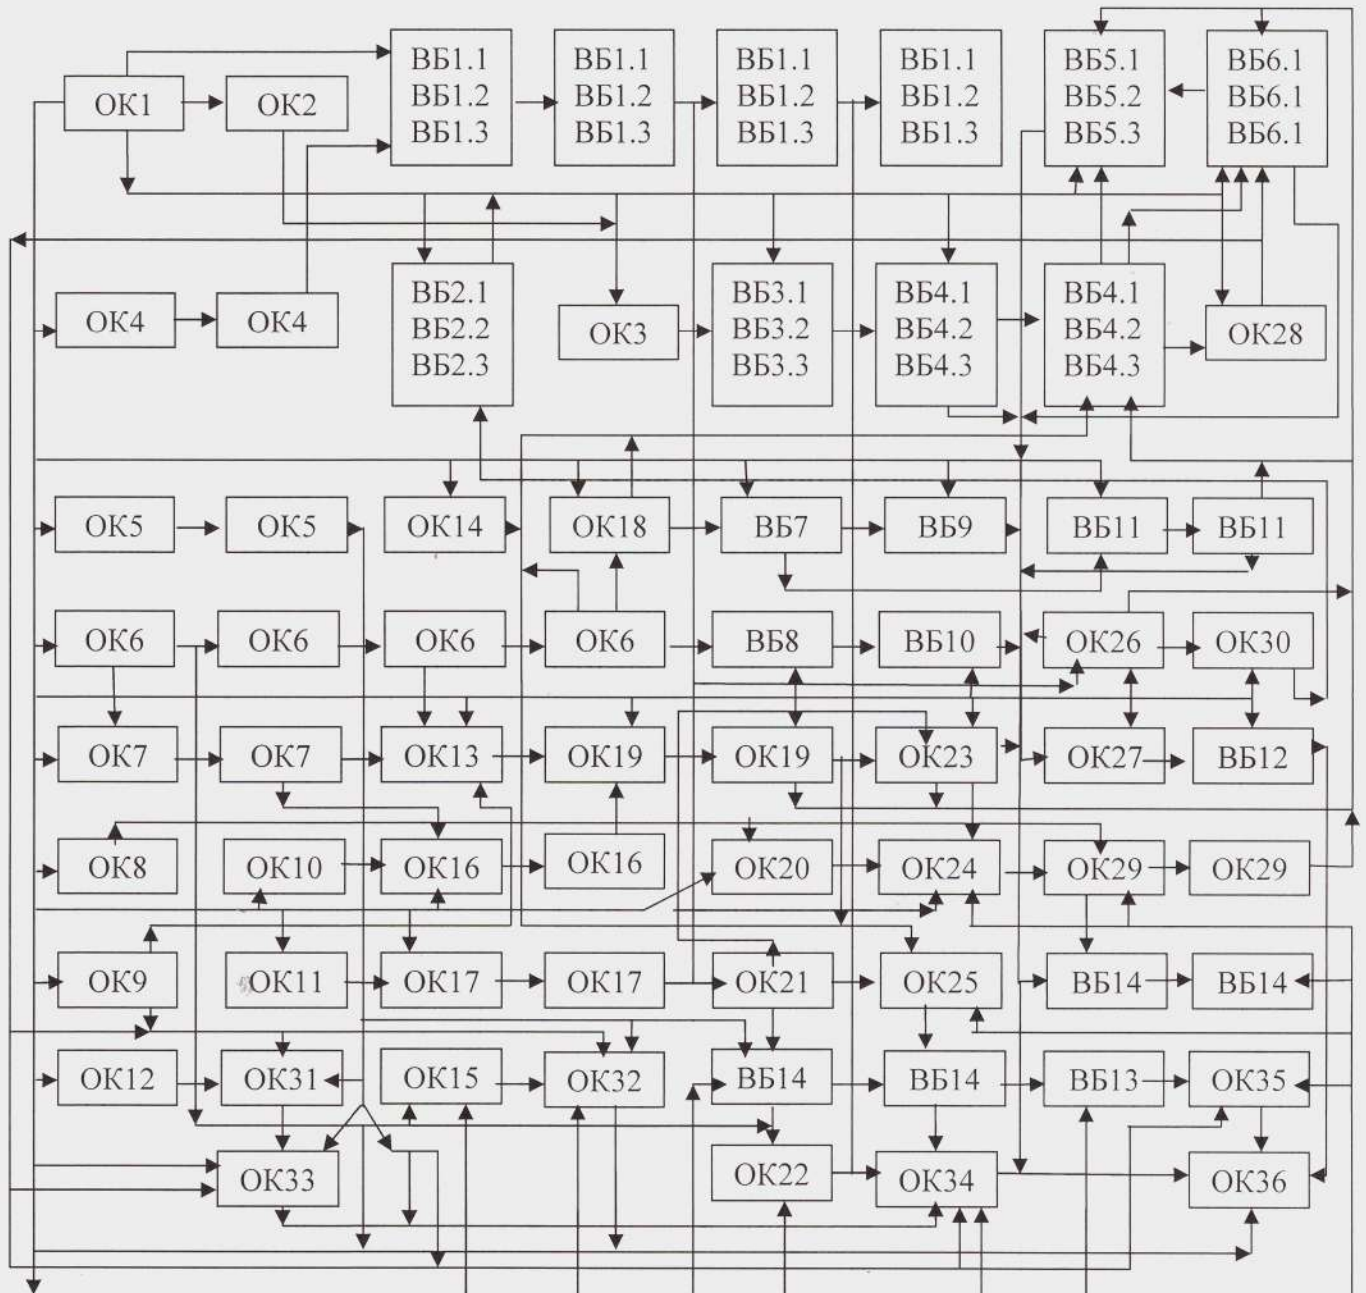 ОК1
ОК2
ВБ1.1
ВБ1.2
ВБ1.3
ВБ1.1
ВБ1.2
ВБ1.3
ВБ1.1
ВБ1.2
ВБ1.3
ВБ1.1
ВБ1.2
ВБ1.3
ВБ5.1
ВБ5.2
ВБ5.3
ВБ6.1
ВБ6.1
ВБ6.1
ОК4
ОК4
ВБ2.1
ВБ2.2
ВБ2.3
ОК3
ВБ3.1
ВБ3.2
ВБ3.3
ВБ4.1
ВБ4.2
ВБ4.3
ВБ4.1
ВБ4.2
ВБ4.3
ОК28
ОК5
ОК5
ОК14
ОК18
ВБ7
ВБ9
ВБ11
ВБ11
ОК6
ОК6
ОК6
ОК6
ВБ8
ВБ10
ОК26
ОК30
ОК7
ОК7
ОК13
ОК19
ОК19
ОК23
ОК27
ВБ12
ОК8
ОК10
ОК16
ОК16
ОК20
ОК24
ОК29
ОК29
ОК9
ОК11
ОК17
ОК17
ОК21
ОК25
ВБ14
ВБ14
ОК12
ОК31
ОК15
ОК32
ВБ14
ВБ14
ВБ13
ОК35
ОК33
ОК22
ОК34
ОК36